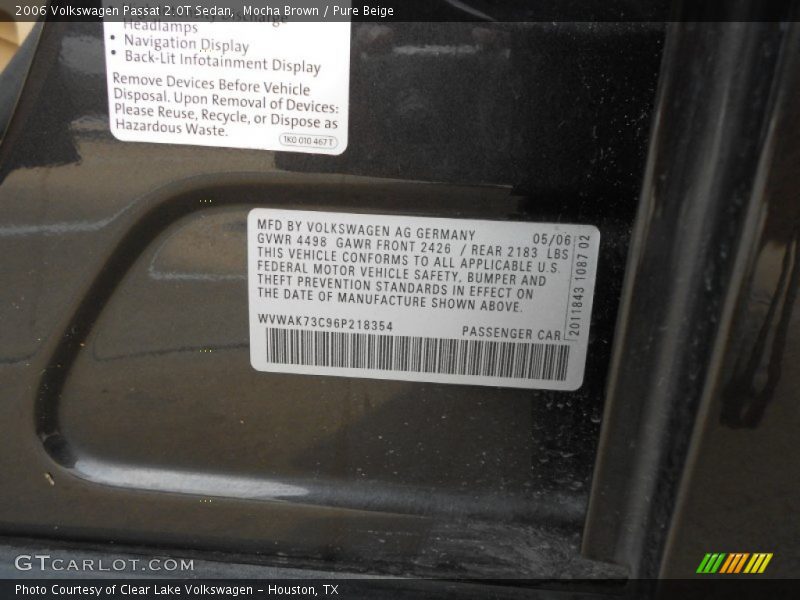 2006 Volkswagen Passat 2.0T Sedan, Mocha Brown / Pure Beige
Discharge
Headlamps
• Navigation Display
• Back-Lit Infotainment Display
Remove Devices Before Vehicle
Disposal. Upon Removal of Devices:
Please Reuse, Recycle, or Dispose as
Hazardous Waste.
1K0 010 467 T
MFD BY VOLKSWAGEN AG GERMANY 05/06
GVWR 4498 GAWR FRONT 2426 / REAR 2183 LBS
THIS VEHICLE CONFORMS TO ALL APPLICABLE U.S.
FEDERAL MOTOR VEHICLE SAFETY, BUMPER AND
THEFT PREVENTION STANDARDS IN EFFECT ON
THE DATE OF MANUFACTURE SHOWN ABOVE.
WVWAK73C96P218354 PASSENGER CAR
2011843 1087 02
GTCARLOT.COM
Photo Courtesy of Clear Lake Volkswagen – Houston, TX